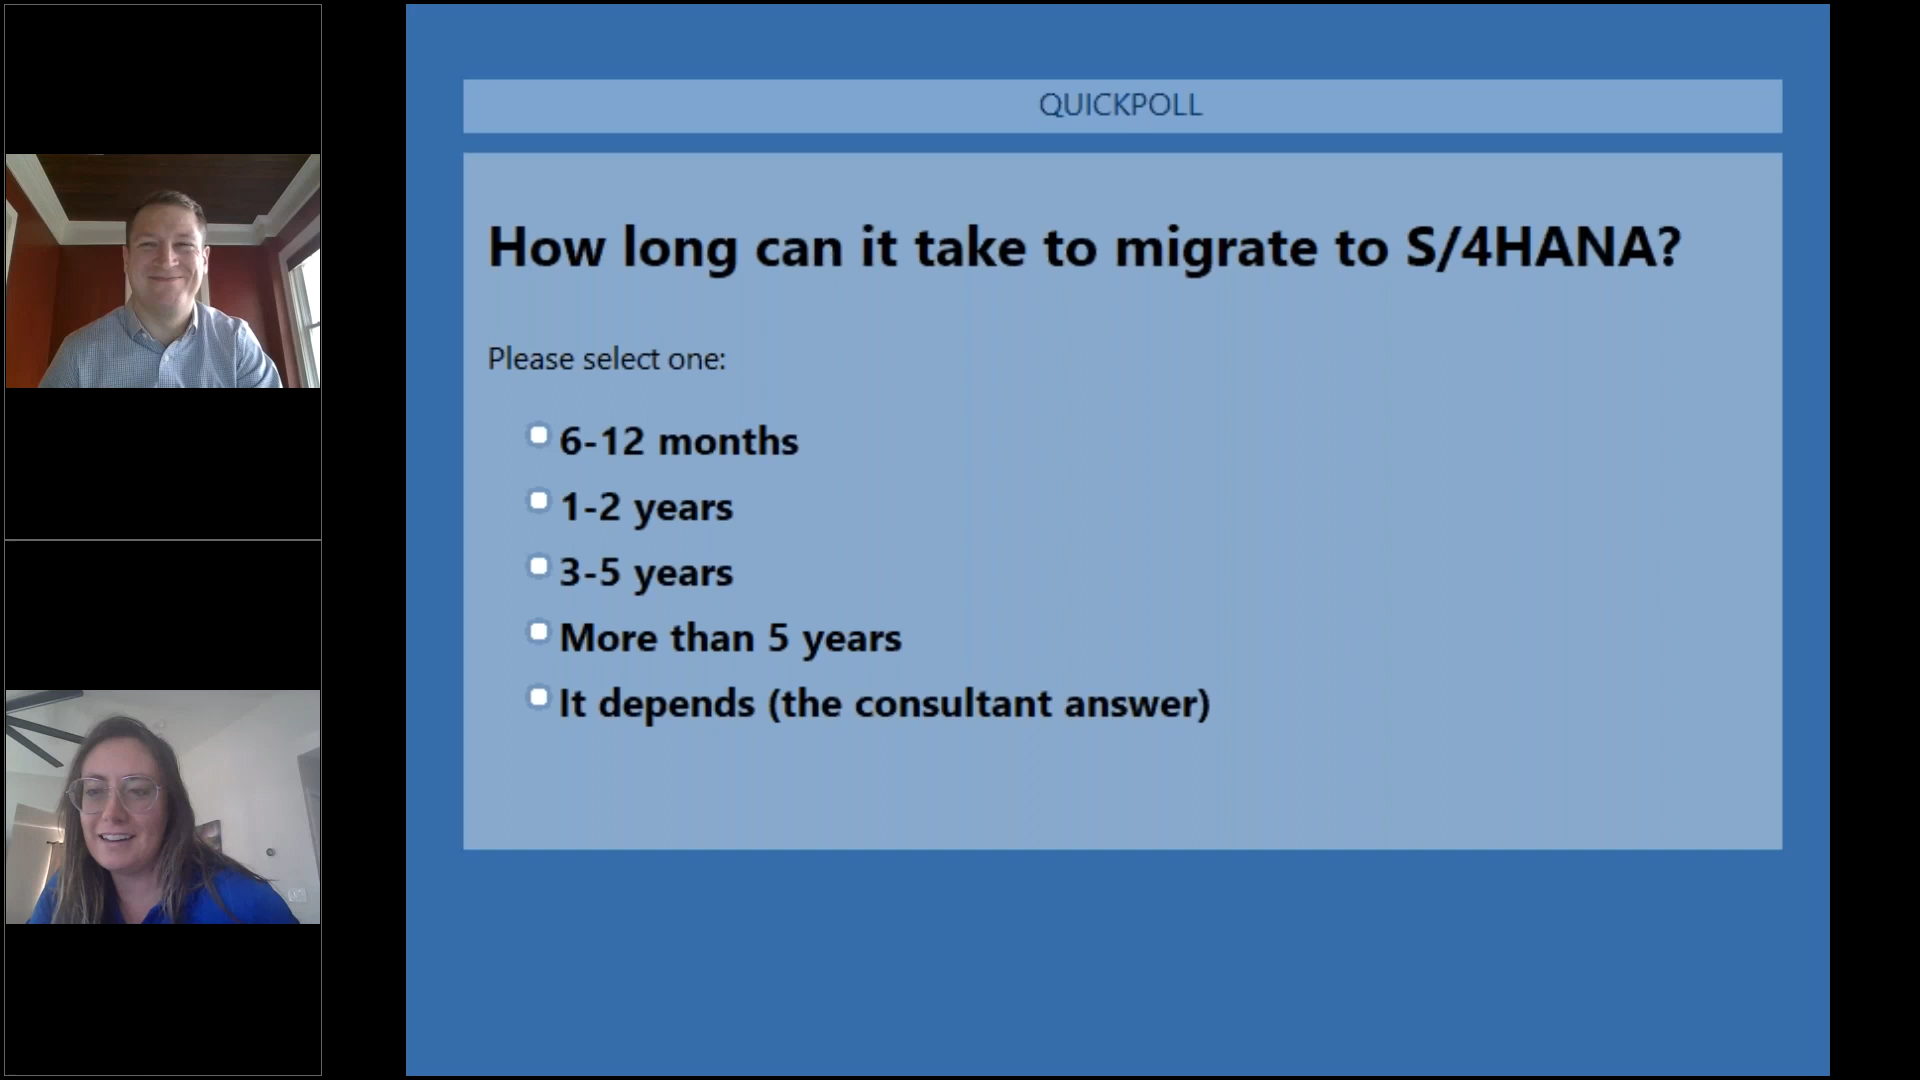 QUICKPOLL
How long can it take to migrate to S/4HANA?
Please select one:
6-12 months
1-2 years
3-5 years
More than 5 years
It depends (the consultant answer)